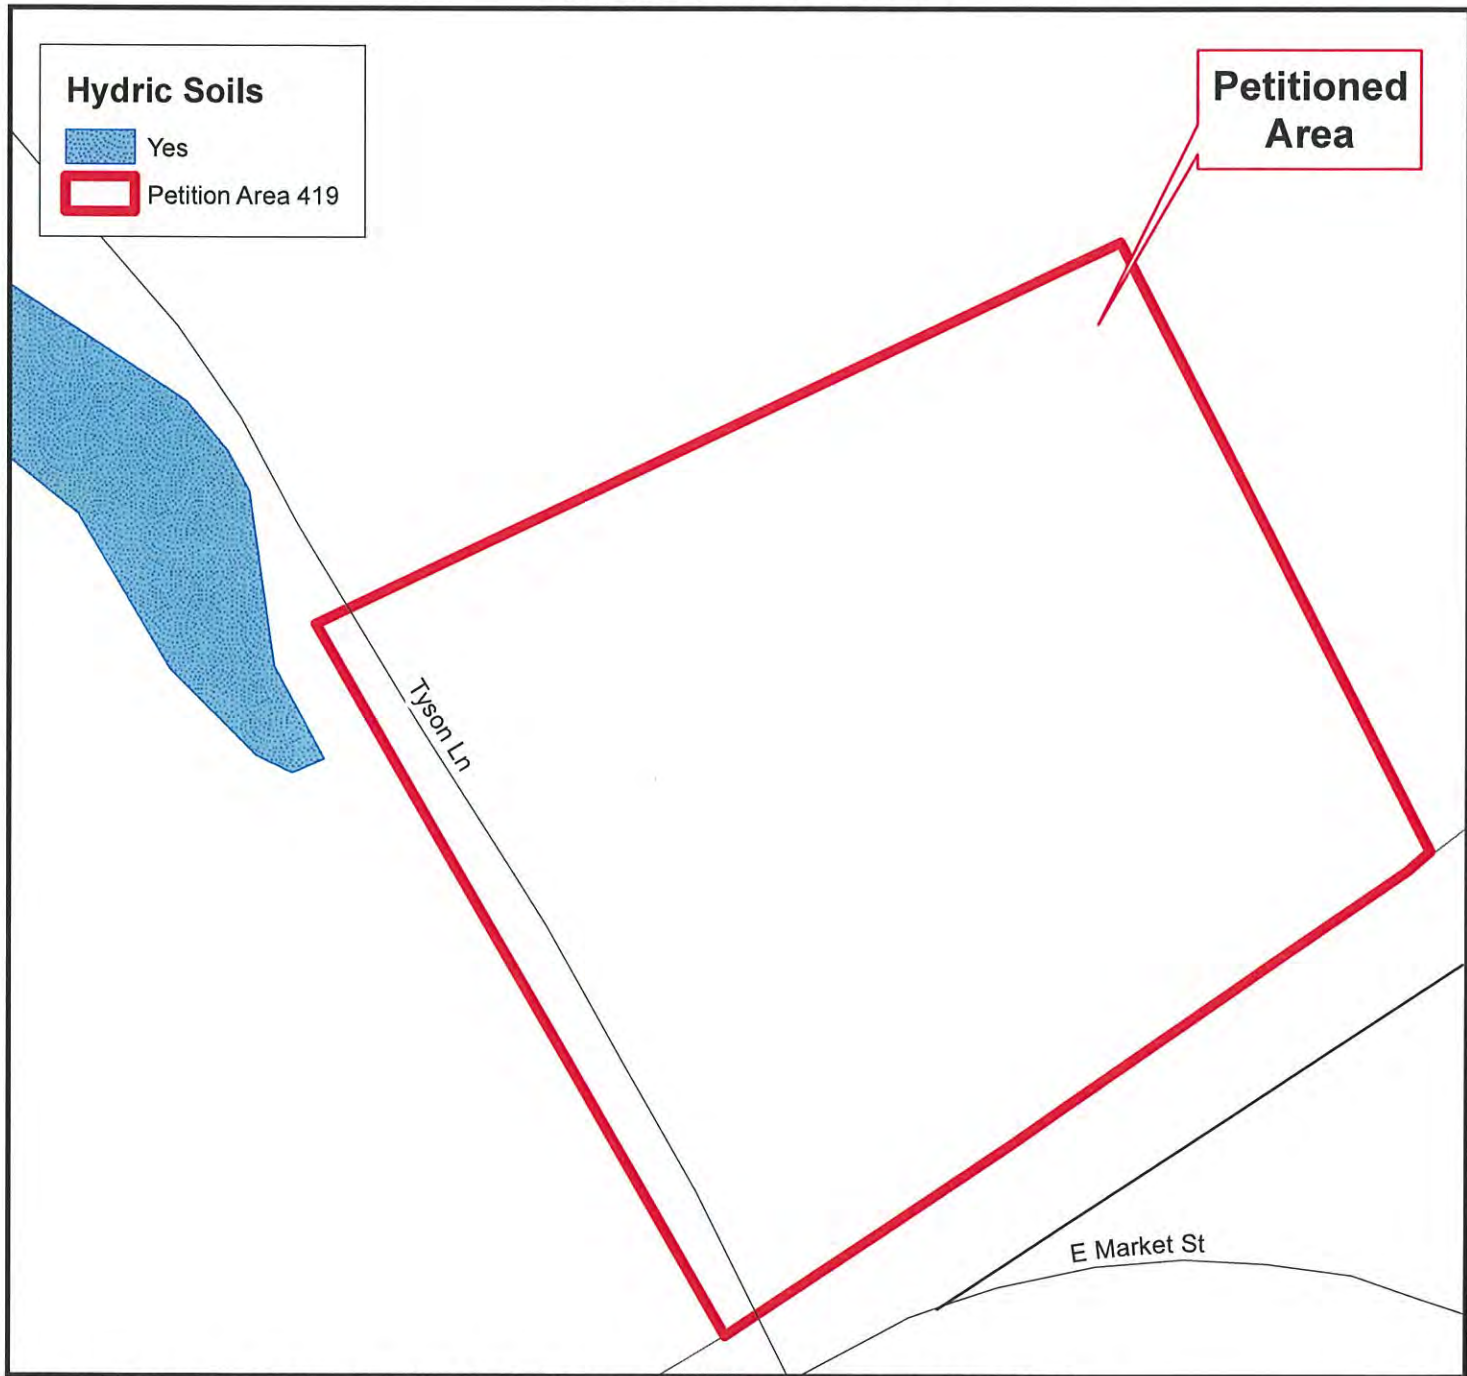 Hydric Soils
Yes
Petition Area 419
Petitioned
Area
Tyson Ln
E Market St